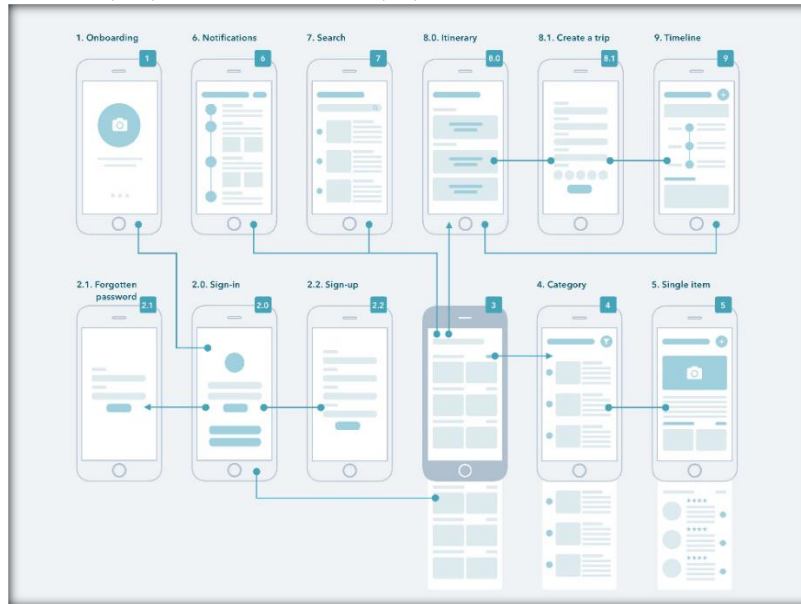 1. Onboarding
1
6. Notifications
6
7. Search
7
8.0. Itinerary
8.0
8.1. Create a trip
8.1
9. Timeline
9
2.1. Forgotten
password
2.1
2.0. Sign-in
2.0
2.2. Sign-up
2.2
3
4. Category
4
5. Single item
5